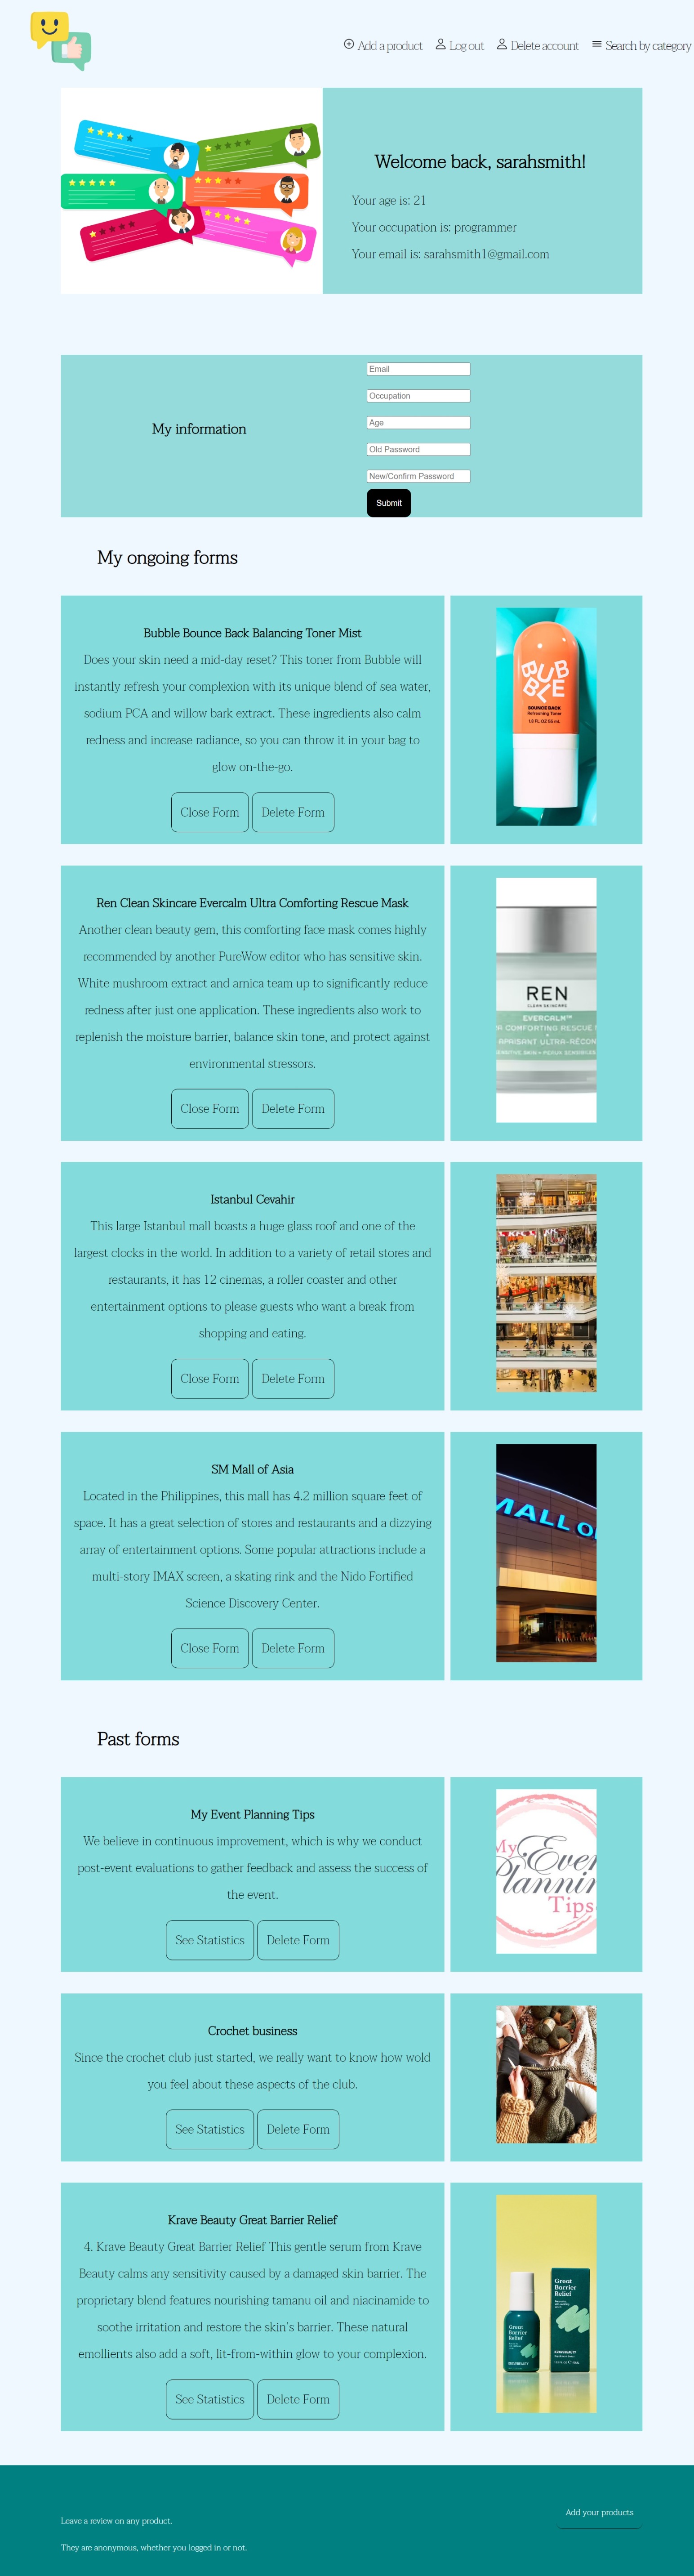 Add a product
Log out
Delete account
Search by category
Welcome back, sarahsmith!
Your age is: 21
Your occupation is: programmer
Your email is: sarahsmith1@gmail.com
My information
Email
Occupation
Age
Old Password
New/Confirm Password
Submit
My ongoing forms
Bubble Bounce Back Balancing Toner Mist
Does your skin need a mid-day reset? This toner from Bubble will
instantly refresh your complexion with its unique blend of sea water,
sodium PCA and willow bark extract. These ingredients also calm
redness and increase radiance, so you can throw it in your bag to
glow on-the-go.
Close Form
Delete Form
BUB
BLE
BOUNCE BACK
Refreshing Toner
Ren Clean Skincare Evercalm Ultra Comforting Rescue Mask
Another clean beauty gem, this comforting face mask comes highly
recommended by another PureWow editor who has sensitive skin.
White mushroom extract and arnica team up to significantly reduce
redness after just one application. These ingredients also work to
replenish the moisture barrier, balance skin tone, and protect against
environmental stressors.
Close Form
Delete Form
REN
CLEAN SKINCARE
EVERCALM™
COMFORTING RESCUE
APAISANT ULTRA-RÉCON
Istanbul Cevahir
This large Istanbul mall boasts a huge glass roof and one of the
largest clocks in the world. In addition to a variety of retail stores and
restaurants, it has 12 cinemas, a roller coaster and other
entertainment options to please guests who want a break from
shopping and eating.
Close Form
Delete Form
SM Mall of Asia
Located in the Philippines, this mall has 4.2 million square feet of
space. It has a great selection of stores and restaurants and a dizzying
array of entertainment options. Some popular attractions include a
multi-story IMAX screen, a skating rink and the Nido Fortified
Science Discovery Center.
Close Form
Delete Form
MALL O
Past forms
My Event Planning Tips
We believe in continuous improvement, which is why we conduct
post-event evaluations to gather feedback and assess the success of
the event.
See Statistics
Delete Form
My
Even
Plannin
Tips
Crochet business
Since the crochet club just started, we really want to know how wold
you feel about these aspects of the club.
See Statistics
Delete Form
Krave Beauty Great Barrier Relief
4. Krave Beauty Great Barrier Relief This gentle serum from Krave
Beauty calms any sensitivity caused by a damaged skin barrier. The
proprietary blend features nourishing tamanu oil and niacinamide to
soothe irritation and restore the skin's barrier. These natural
emollients also add a soft, lit-from-within glow to your complexion.
See Statistics
Delete Form
Great
Barrier
Relief
Great
Barrier
Relief
KRAVEBEAUTY
KRAVEBEAUTY
Add your products
Leave a review on any product.
They are anonymous, whether you logged in or not.